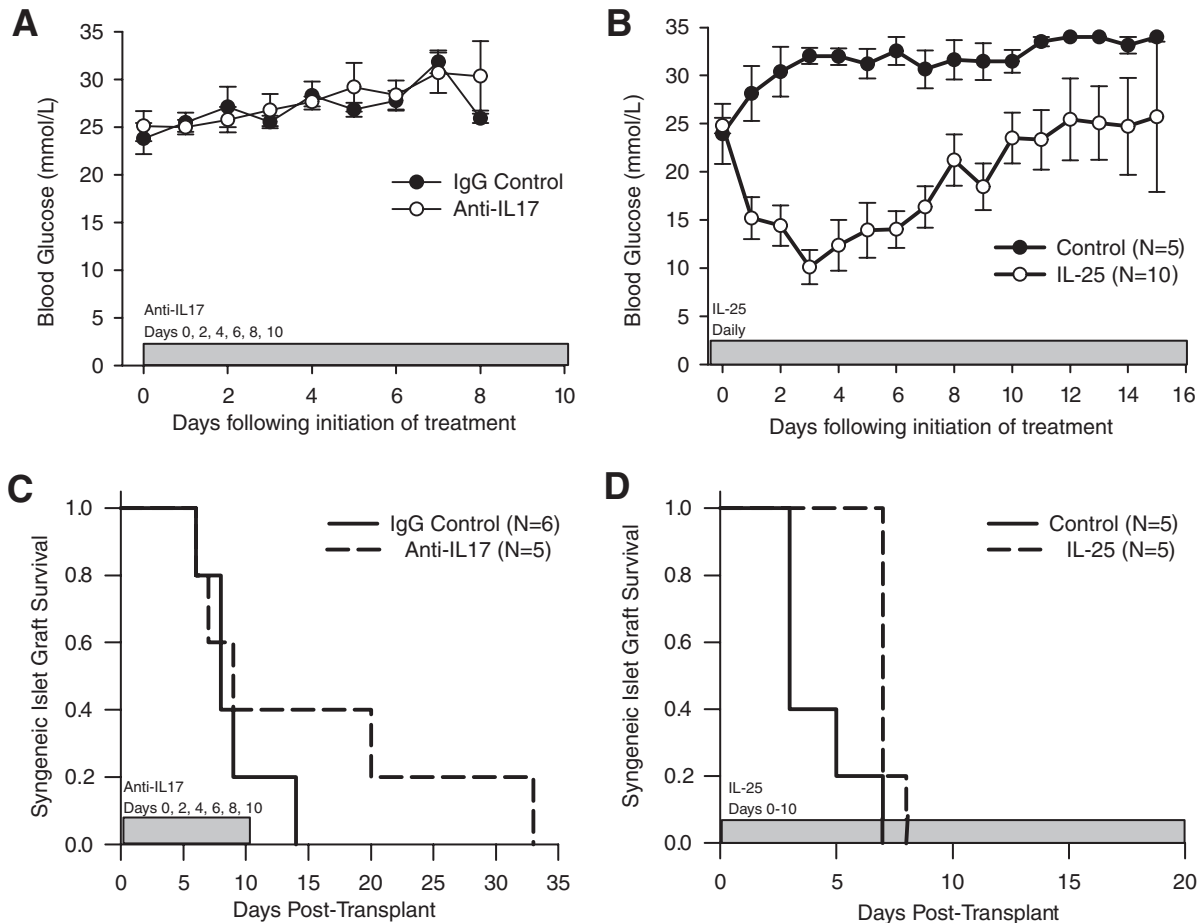 A
35
30
25
20
15
10
5
0
Blood Glucose (mmol/L)
IgG Control
Anti-IL17
Anti-IL17
Days 0, 2, 4, 6, 8, 10
0 2 4 6 8 10
Days following initiation of treatment
B
35
30
25
20
15
10
5
0
Blood Glucose (mmol/L)
Control (N=5)
IL-25 (N=10)
IL-25
Daily
0 2 4 6 8 10 12 14 16
Days following initiation of treatment
C
1.0
0.8
0.6
0.4
0.2
0.0
Syngeneic Islet Graft Survival
IgG Control (N=6)
Anti-IL17 (N=5)
Anti-IL17
Days 0, 2, 4, 6, 8, 10
0 5 10 15 20 25 30 35
Days Post-Transplant
D
1.0
0.8
0.6
0.4
0.2
0.0
Syngeneic Islet Graft Survival
Control (N=5)
IL-25 (N=5)
IL-25
Days 0-10
0 5 10 15 20
Days Post-Transplant